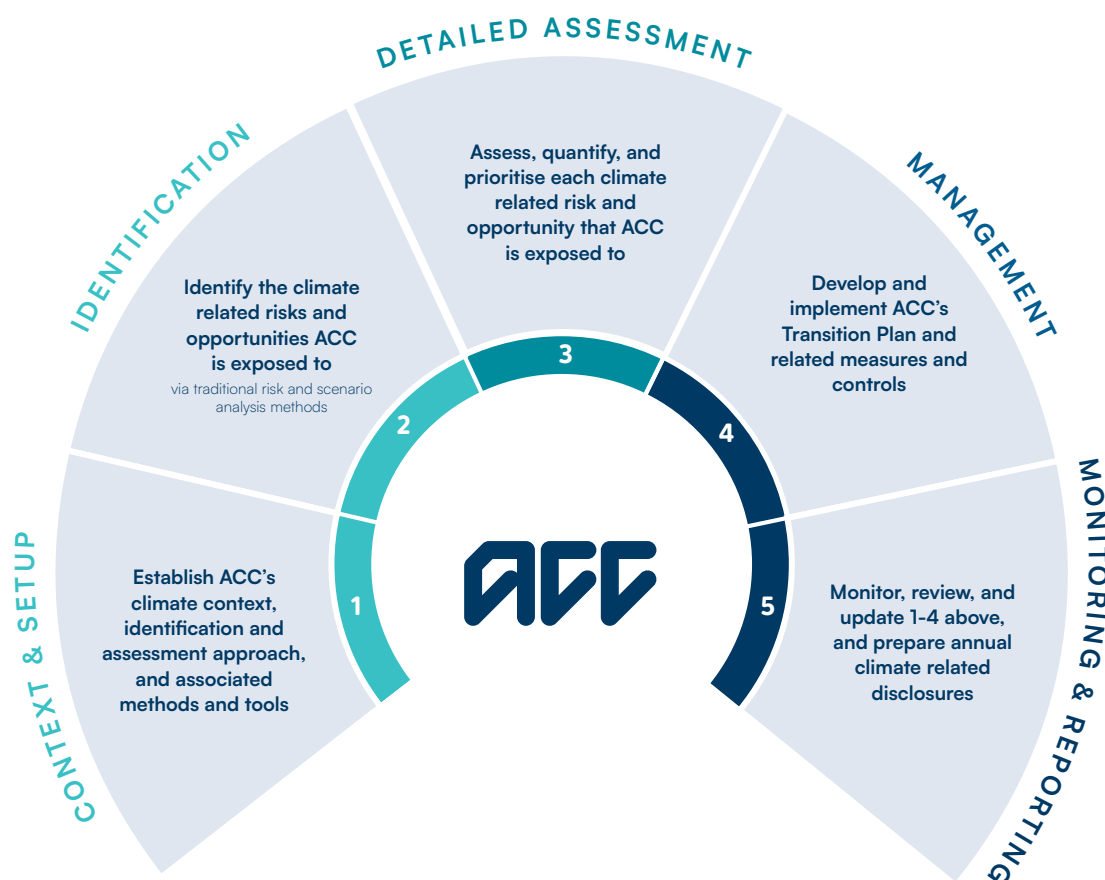 CONTEXT & SETUP
1
Establish ACC’s
climate context,
identification and
assessment approach,
and associated
methods and tools
IDENTIFICATION
2
Identify the climate
related risks and
opportunities ACC
is exposed to
via traditional risk and scenario
analysis methods
DETAILED ASSESSMENT
3
Assess, quantify, and
prioritise each climate
related risk and
opportunity that ACC
is exposed to
MANAGEMENT
4
Develop and
implement ACC’s
Transition Plan and
related measures and
controls
MONITORING & REPORTING
5
Monitor, review, and
update 1-4 above,
and prepare annual
climate related
disclosures
acc